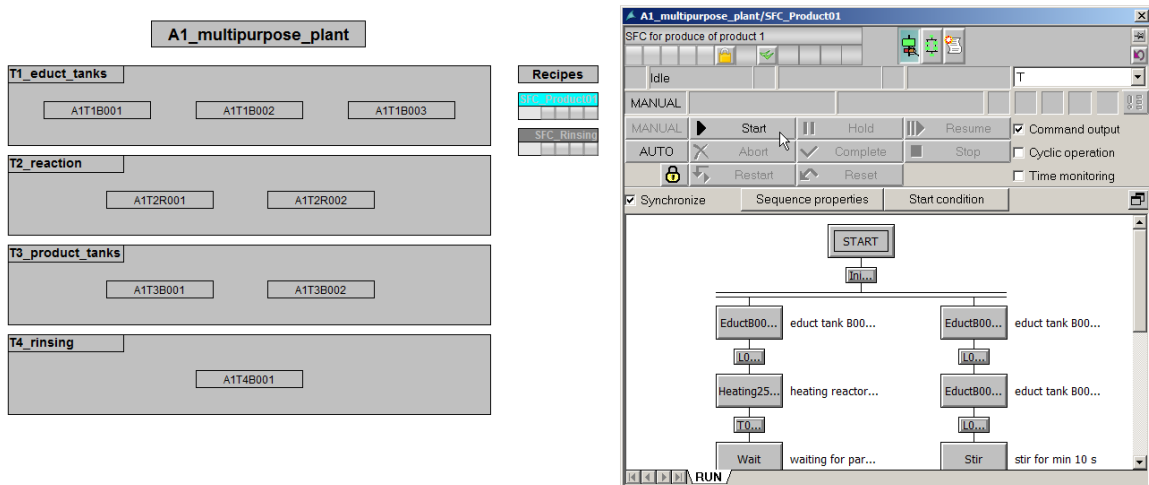 A1_multipurpose_plant
T1_educt_tanks
A1T1B001 A1T1B002 A1T1B003
Recipes
SFC_Product01
SFC_Rinsing
T2_reaction
A1T2R001 A1T2R002
T3_product_tanks
A1T3B001 A1T3B002
T4_rinsing
A1T4B001
A1_multipurpose_plant/SFC_Product01
SFC for produce of product 1
Idle
T
MANUAL
MANUAL Start Hold Resume Command output
AUTO Abort Complete Stop Cyclic operation
Restart Reset Time monitoring
Synchronize Sequence properties Start condition
START
Ini...
EductB00... educt tank B00... EductB00... educt tank B00...
L0... L0...
Heating25... heating reactor... EductB00... educt tank B00...
T0... L0...
Wait waiting for par... Stir stir for min 10 s
RUN